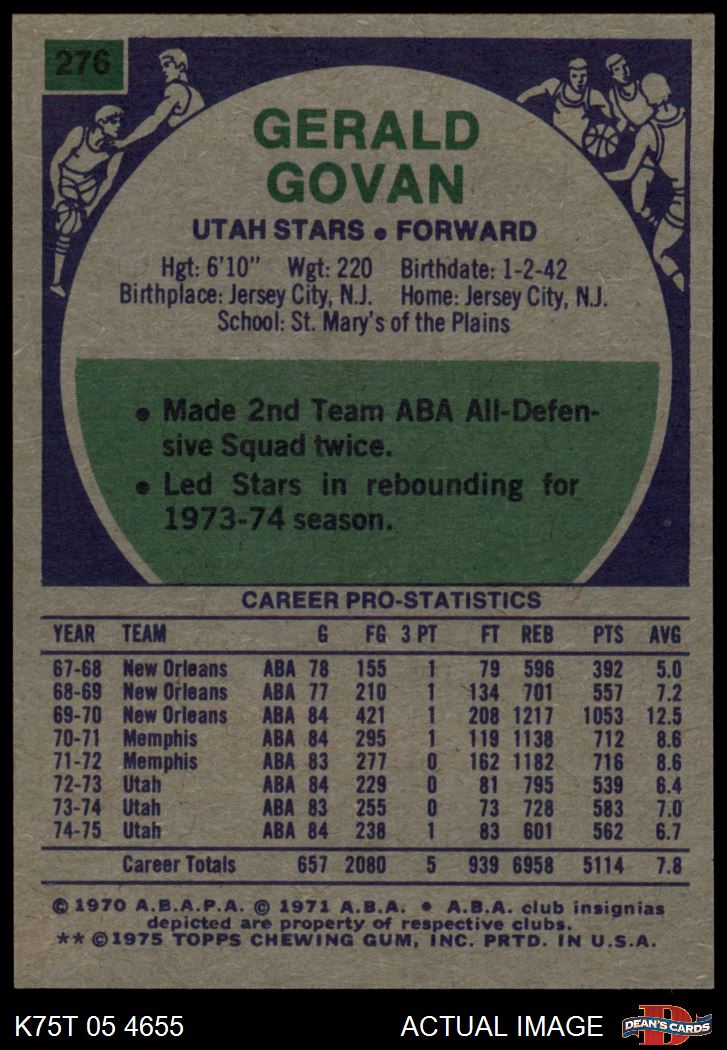 276
GERALD
GOVAN
UTAH STARS • FORWARD
Hgt: 6'10" Wgt: 220 Birthdate: 1-2-42
Birthplace: Jersey City, N.J. Home: Jersey City, N.J.
School: St. Mary's of the Plains
• Made 2nd Team ABA All-Defen-
sive Squad twice.
• Led Stars in rebounding for
1973-74 season.
CAREER PRO-STATISTICS
YEAR TEAM G FG 3 PT FT REB PTS AVG
67-68 New Orleans ABA 78 155 1 79 596 392 5.0
68-69 New Orleans ABA 77 210 1 134 701 557 7.2
69-70 New Orleans ABA 84 421 1 208 1217 1053 12.5
70-71 Memphis ABA 84 295 1 119 1138 712 8.6
71-72 Memphis ABA 83 277 0 162 1182 716 8.6
72-73 Utah ABA 84 229 0 81 795 539 6.4
73-74 Utah ABA 83 255 0 73 728 583 7.0
74-75 Utah ABA 84 238 1 83 601 562 6.7
Career Totals 657 2080 5 939 6958 5114 7.8
© 1970 A.B.A.P.A. © 1971 A.B.A. • A.B.A. club insignias
depicted are property of respective clubs.
** ©1975 TOPPS CHEWING GUM, INC. PRTD. IN U.S.A.
K75T 05 4655 ACTUAL IMAGE D DEAN'S CARDS